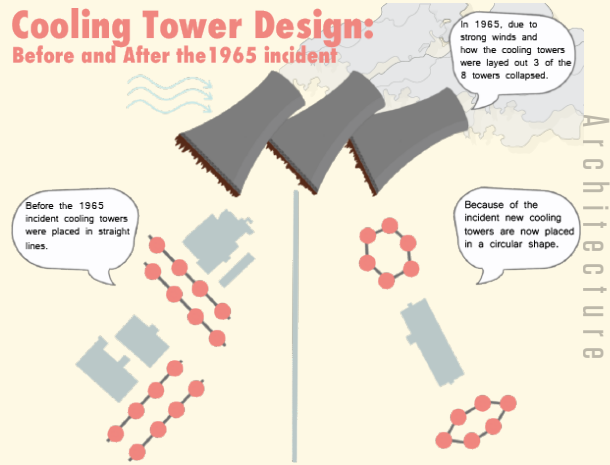 Cooling Tower Design:
Before and After the 1965 incident
In 1965, due to
strong winds and
how the cooling towers
were layed out 3 of the
8 towers collapsed.
Architecture
Before the 1965
incident cooling towers
were placed in straight
lines.
Because of the
incident new cooling
towers are now placed
in a circular shape.